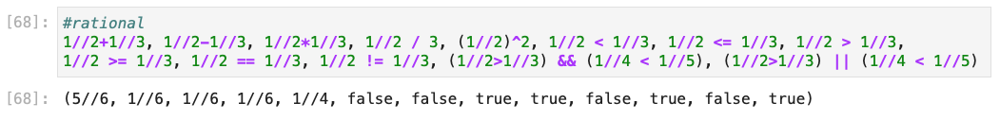 [68]: #rational
1//2+1//3, 1//2-1//3, 1//2*1//3, 1//2 / 3, (1//2)^2, 1//2 < 1//3, 1//2 <= 1//3, 1//2 > 1//3,
1//2 >= 1//3, 1//2 == 1//3, 1//2 != 1//3, (1//2>1//3) && (1//4 < 1//5), (1//2>1//3) || (1//4 < 1//5)
[68]: (5//6, 1//6, 1//6, 1//6, 1//4, false, false, true, true, false, true, false, true)